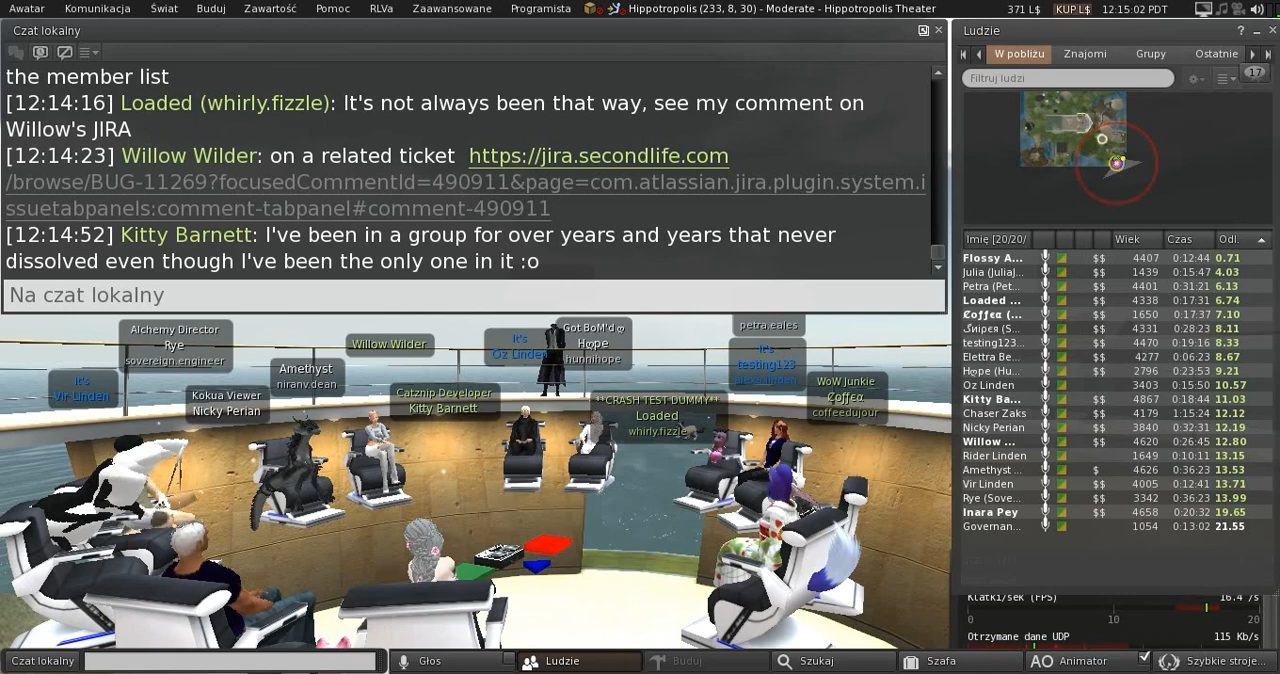 Awatar Komunikacja Świat Buduj Zawartość Pomoc RLVa Zaawansowane Programista Hippotropolis (233, 8, 30) - Moderate - Hippotropolis Theater 371 L$ KUP L$ 12:15:02 PDT
Czat lokalny
the member list
[12:14:16] Loaded (whirly.fizzle): It's not always been that way, see my comment on
Willow's JIRA
[12:14:23] Willow Wilder: on a related ticket https://jira.secondlife.com
/browse/BUG-11269?focusedCommentId=490911&page=com.atlassian.jira.plugin.system.i
ssuetabpanels:comment-tabpanel#comment-490911
[12:14:52] Kitty Barnett: I've been in a group for over years and years that never
dissolved even though I've been the only one in it :o
Na czat lokalny
Alchemy Director
Rye
sovereign.engineer
Willow Wilder
It's
Oz Linden
Got BoM'd ღ
Hღpe
hunnihope
petra.eales
It's
testing123
It's
Vir Linden
Kokua Viewer
Nicky Perian
Amethyst
niranv.dean
Catznip Developer
Kitty Barnett
**CRASH TEST DUMMY**
Loaded
whirly.fizzle
WoW Junkie
coffeedujour
Ludzie
? _ ×
W pobliżu Znajomi Grupy Ostatnie
17
Filtruj ludzi
Imię [20/20/ Wiek Czas Odl.
Flossy A... $$ 4407 0:12:44 0.71
Julia (JuliaJ... $$ 1439 0:15:47 4.03
Petra (Pet... $$ 4401 0:31:21 6.13
Loaded ... $$ 4338 0:17:31 6.74
$$ 1650 0:17:37 7.10
$$ 4331 0:28:23 8.11
testing123... $$ 4470 0:19:16 8.33
Elettra Be... $$ 4277 0:06:23 8.67
Hღpe (Hu... $$ 2796 0:23:53 9.21
Oz Linden 3403 0:15:50 10.57
Kitty Ba... $$ 4867 0:18:44 11.03
Chaser Zaks $$ 4179 1:15:24 12.12
Nicky Perian $$ 3840 0:32:31 12.19
Willow ... $$ 4620 0:26:45 12.80
Rider Linden 1649 0:10:11 13.15
Amethyst ... $ 4626 0:36:23 13.53
Vir Linden $$ 4005 0:12:41 13.71
Rye (Sove... $$ 3342 0:36:23 13.99
Inara Pey $$ 4658 0:20:32 19.65
Governan... 1054 0:13:02 21.55
Klatki/sek (FPS) 16.4 /s
0 10 20
Otrzymane dane UDP 115 Kb/s
Czat lokalny Głos Ludzie Buduj Szukaj Szafa AO Animator Szybkie stroje...